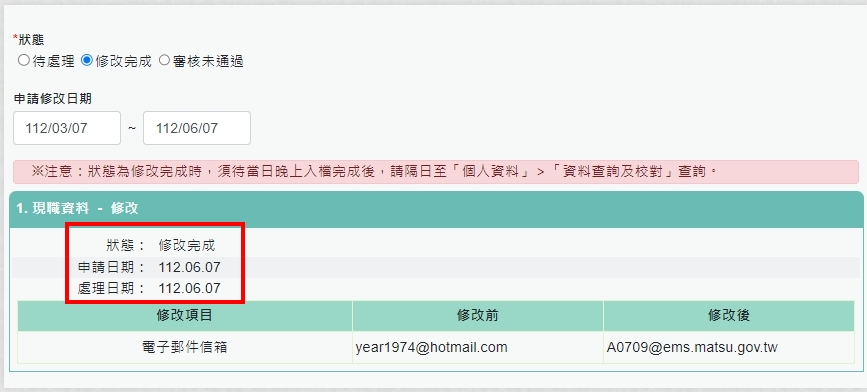 *狀態
待處理 修改完成 審核未通過
申請修改日期
112/03/07 ~ 112/06/07
※注意：狀態為修改完成時，須待當日晚上入檔完成後，請隔日至「個人資料」>「資料查詢及校對」查詢。
1. 現職資料 - 修改
狀態： 修改完成
申請日期： 112.06.07
處理日期： 112.06.07
修改項目 修改前 修改後
電子郵件信箱 year1974@hotmail.com A0709@ems.matsu.gov.tw